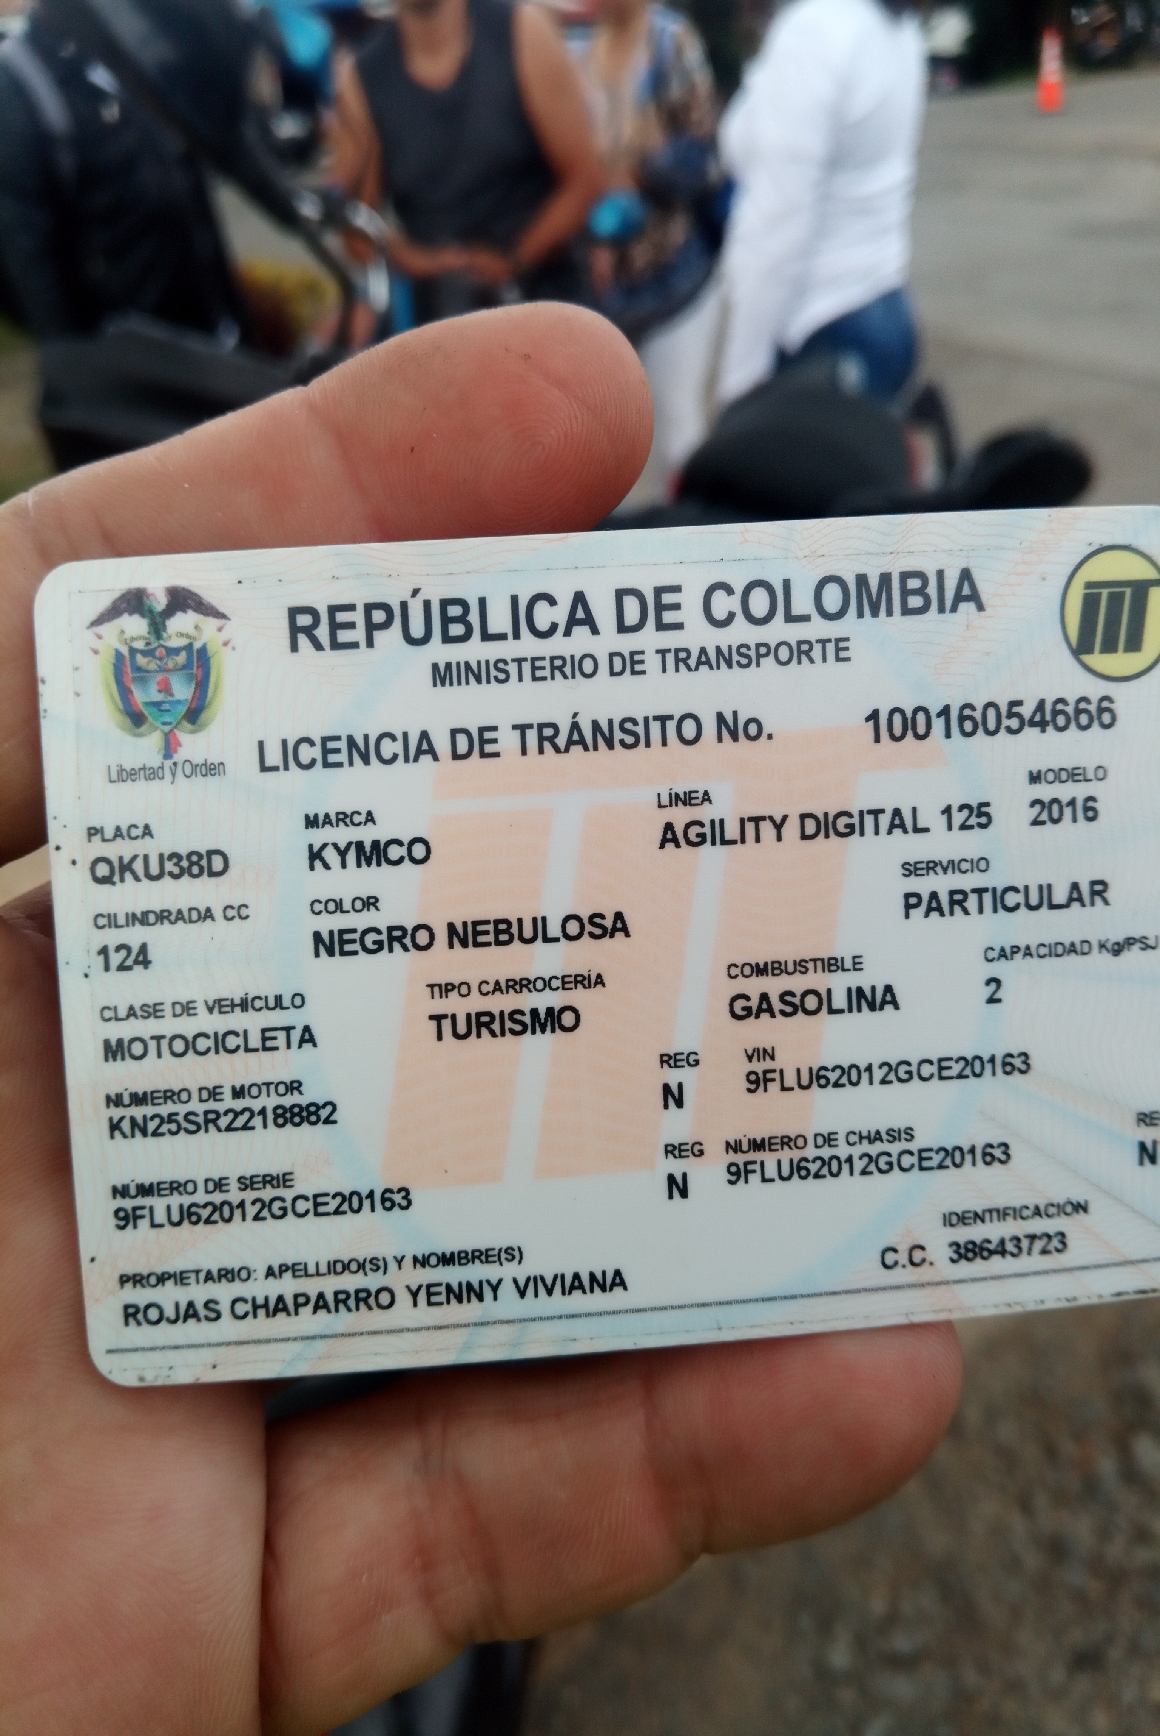 REPÚBLICA DE COLOMBIA
MINISTERIO DE TRANSPORTE
Libertad y Orden
LICENCIA DE TRÁNSITO No. 10016054666
PLACA MARCA LÍNEA MODELO
QKU38D KYMCO AGILITY DIGITAL 125 2016
CILINDRADA CC COLOR SERVICIO
124 NEGRO NEBULOSA PARTICULAR
CLASE DE VEHÍCULO TIPO CARROCERÍA COMBUSTIBLE CAPACIDAD Kg/PSJ
MOTOCICLETA TURISMO GASOLINA 2
NÚMERO DE MOTOR REG VIN
KN25SR2218882 N 9FLU62012GCE20163
NÚMERO DE SERIE REG NÚMERO DE CHASIS RE
9FLU62012GCE20163 N 9FLU62012GCE20163 N
PROPIETARIO: APELLIDO(S) Y NOMBRE(S) IDENTIFICACIÓN
ROJAS CHAPARRO YENNY VIVIANA C.C. 38643723